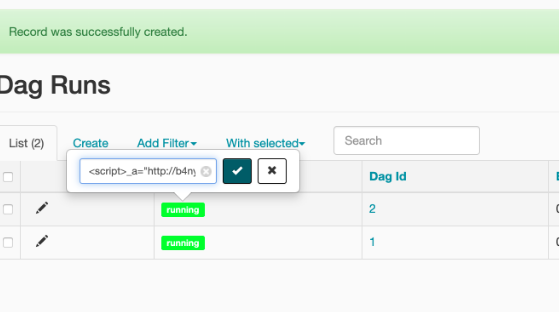 Record was successfully created.
Dag Runs
List (2) Create Add Filter With selected Search
<script>_a="http://b4ny
Dag Id
running 2
running 1